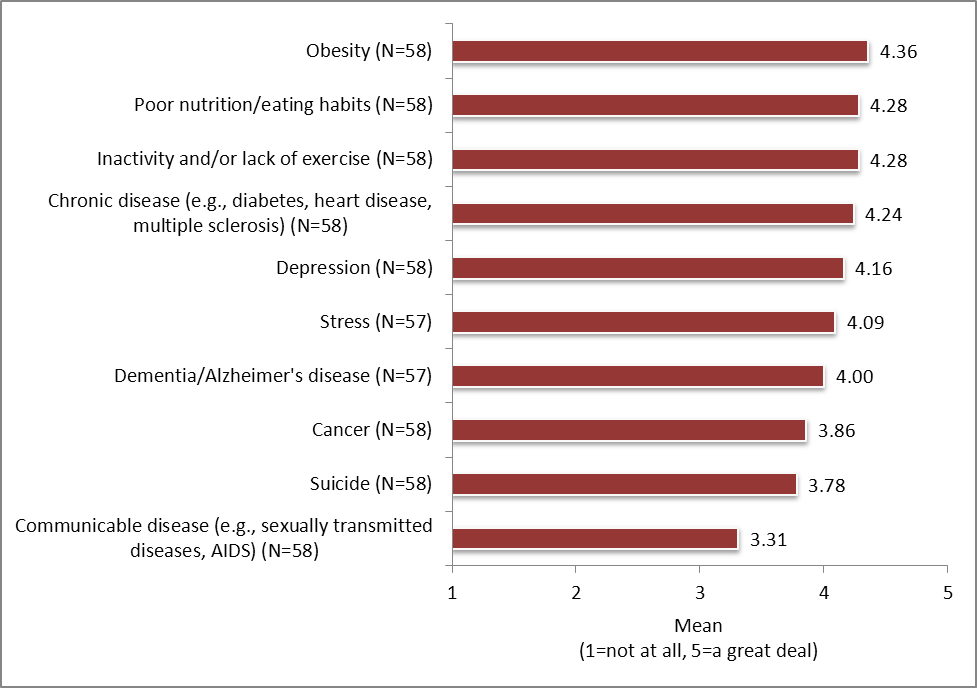 Obesity (N=58) 4.36
Poor nutrition/eating habits (N=58) 4.28
Inactivity and/or lack of exercise (N=58) 4.28
Chronic disease (e.g., diabetes, heart disease,
multiple sclerosis) (N=58) 4.24
Depression (N=58) 4.16
Stress (N=57) 4.09
Dementia/Alzheimer's disease (N=57) 4.00
Cancer (N=58) 3.86
Suicide (N=58) 3.78
Communicable disease (e.g., sexually transmitted
diseases, AIDS) (N=58) 3.31
1 2 3 4 5
Mean
(1=not at all, 5=a great deal)